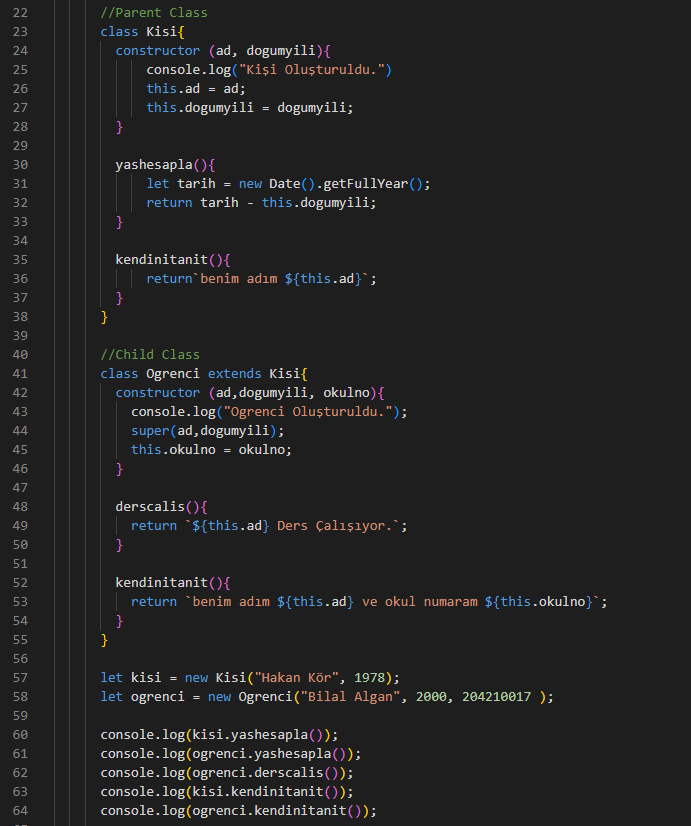 22 //Parent Class
23 class Kisi{
24 constructor (ad, dogumyili){
25 console.log("Kişi Oluşturuldu.")
26 this.ad = ad;
27 this.dogumyili = dogumyili;
28 }
29
30 yashesapla(){
31 let tarih = new Date().getFullYear();
32 return tarih - this.dogumyili;
33 }
34
35 kendinitanit(){
36 return`benim adım ${this.ad}`;
37 }
38 }
39
40 //Child Class
41 class Ogrenci extends Kisi{
42 constructor (ad,dogumyili, okulno){
43 console.log("Ogrenci Oluşturuldu.");
44 super(ad,dogumyili);
45 this.okulno = okulno;
46 }
47
48 derscalis(){
49 return `${this.ad} Ders Çalışıyor.`;
50 }
51
52 kendinitanit(){
53 return `benim adım ${this.ad} ve okul numaram ${this.okulno}`;
54 }
55 }
56
57 let kisi = new Kisi("Hakan Kör", 1978);
58 let ogrenci = new Ogrenci("Bilal Algan", 2000, 204210017 );
59
60 console.log(kisi.yashesapla());
61 console.log(ogrenci.yashesapla());
62 console.log(ogrenci.derscalis());
63 console.log(kisi.kendinitanit());
64 console.log(ogrenci.kendinitanit());